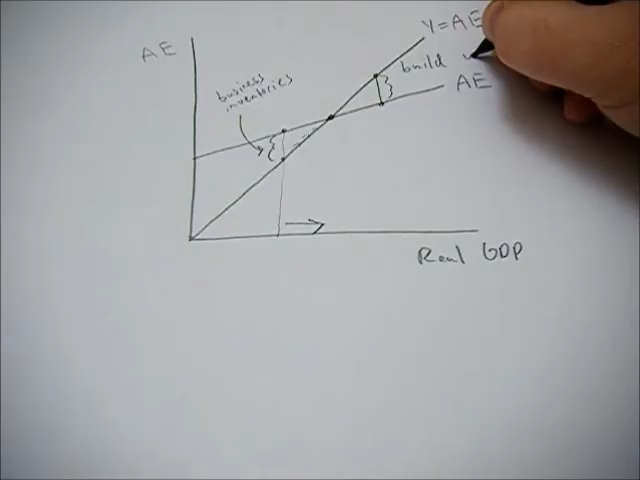 AE
Y=AE
build
business
inventories
AE
Real GDP